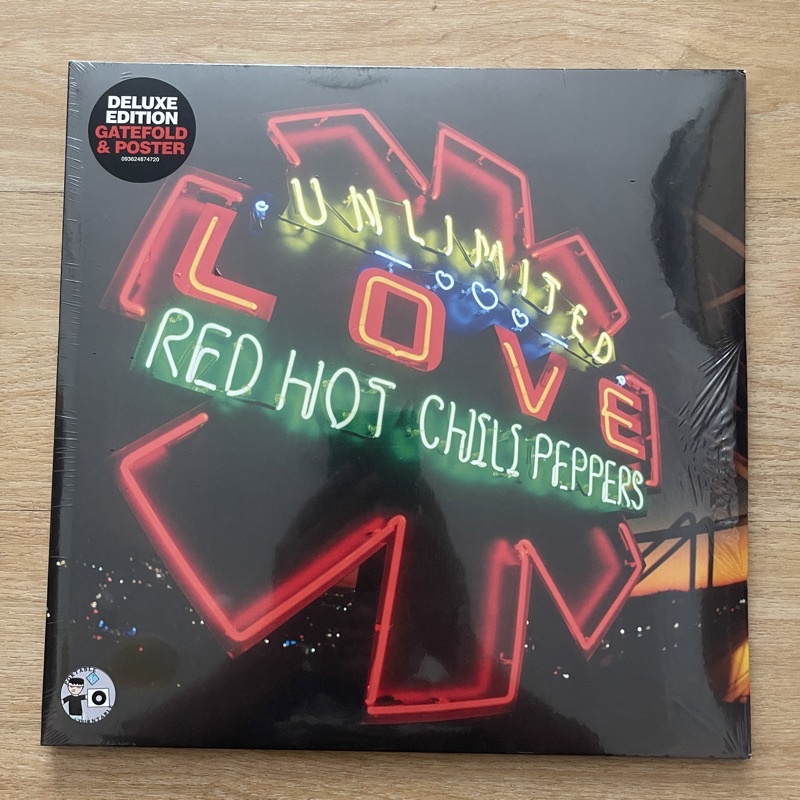 DELUXE
EDITION
GATEFOLD
& POSTER
093624874720
UNLIMITED
LOVE
RED HOT CHILI PEPPERS